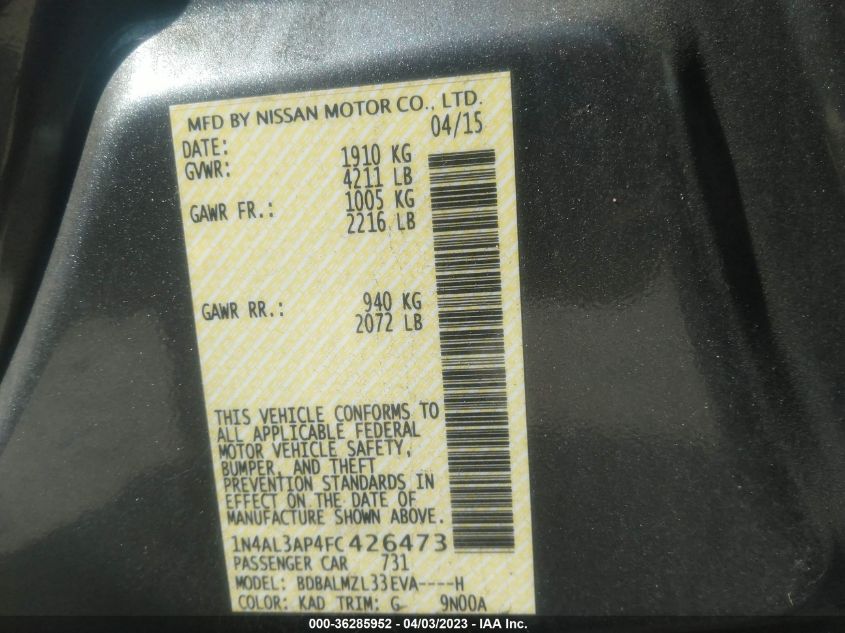 MFD BY NISSAN MOTOR CO., LTD.
DATE: 04/15
GVWR: 1910 KG
4211 LB
GAWR FR.: 1005 KG
2216 LB
GAWR RR.: 940 KG
2072 LB
THIS VEHICLE CONFORMS TO
ALL APPLICABLE FEDERAL
MOTOR VEHICLE SAFETY,
BUMPER, AND THEFT
PREVENTION STANDARDS IN
EFFECT ON THE DATE OF
MANUFACTURE SHOWN ABOVE.
1N4AL3AP4FC426473
PASSENGER CAR 731
MODEL: BDBALMZL33EVA----H
COLOR: KAD TRIM: G 9N00A
000-36285952 - 04/03/2023 - IAA Inc.